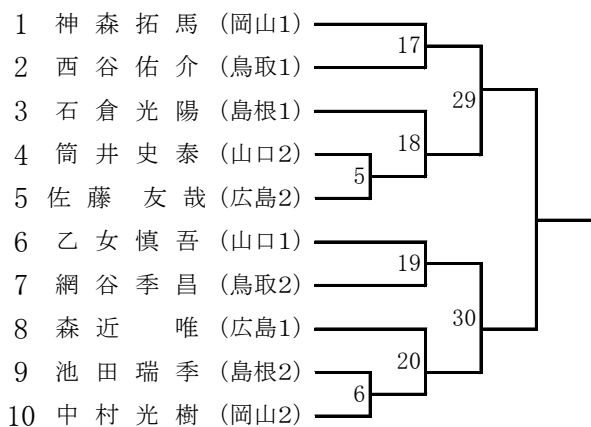 1 神森拓馬 (岡山1)
17
2 西谷佑介 (鳥取1)
29
3 石倉光陽 (島根1)
18
4 筒井史泰 (山口2)
5
5 佐藤 友哉 (広島2)
6 乙女慎吾 (山口1)
19
7 網谷季昌 (鳥取2)
30
8 森近 唯 (広島1)
20
9 池田瑞季 (島根2)
6
10 中村光樹 (岡山2)